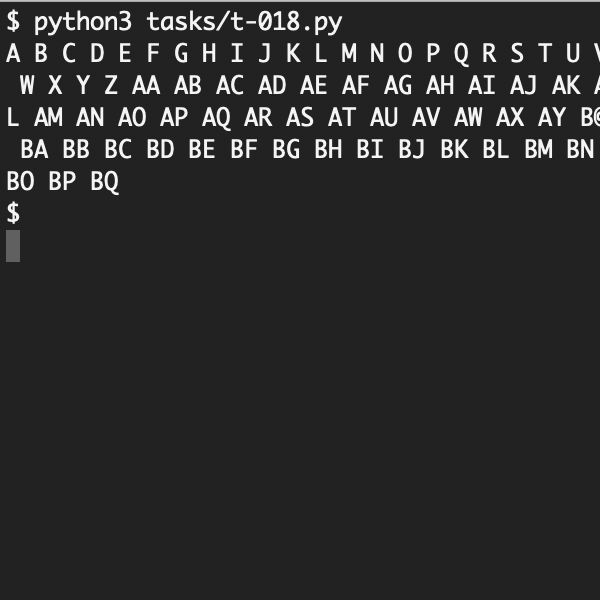 $ python3 tasks/t-018.py
A B C D E F G H I J K L M N O P Q R S T U V
 W X Y Z AA AB AC AD AE AF AG AH AI AJ AK A
L AM AN AO AP AQ AR AS AT AU AV AW AX AY B@
 BA BB BC BD BE BF BG BH BI BJ BK BL BM BN
BO BP BQ
$